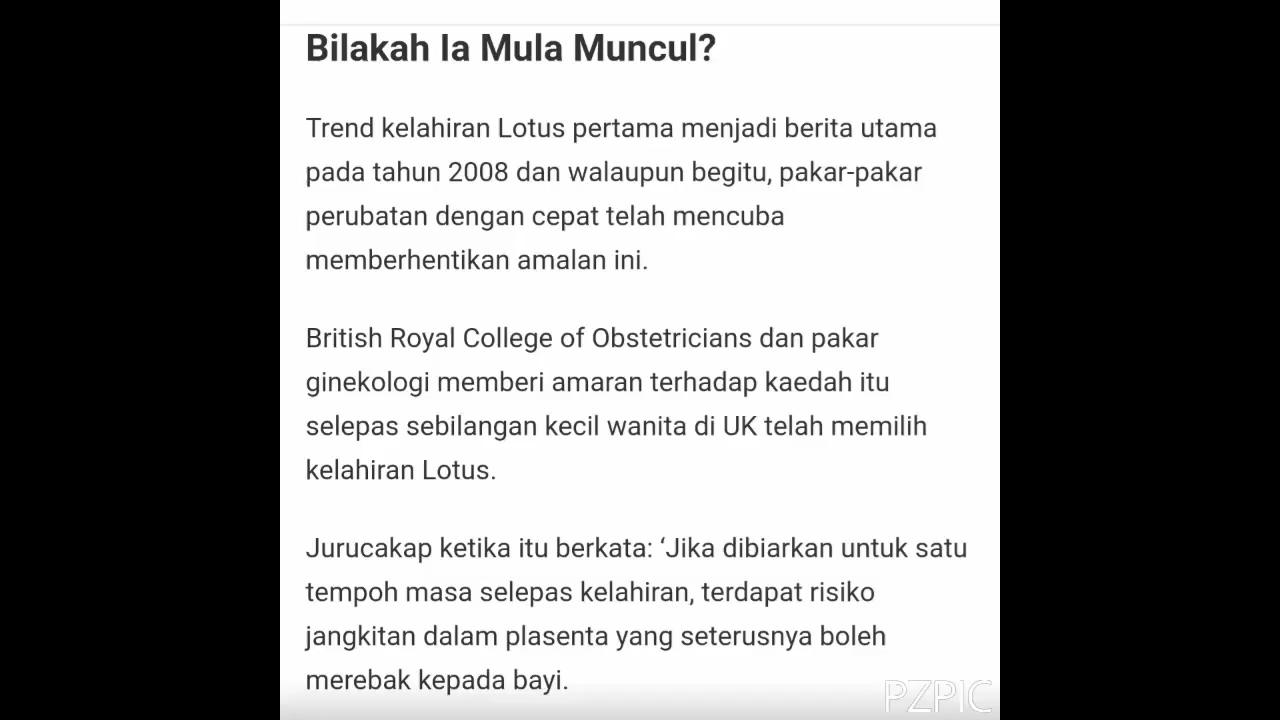 Bilakah Ia Mula Muncul?
Trend kelahiran Lotus pertama menjadi berita utama
pada tahun 2008 dan walaupun begitu, pakar-pakar
perubatan dengan cepat telah mencuba
memberhentikan amalan ini.
British Royal College of Obstetricians dan pakar
ginekologi memberi amaran terhadap kaedah itu
selepas sebilangan kecil wanita di UK telah memilih
kelahiran Lotus.
Jurucakap ketika itu berkata: ‘Jika dibiarkan untuk satu
tempoh masa selepas kelahiran, terdapat risiko
jangkitan dalam plasenta yang seterusnya boleh
merebak kepada bayi.
PZPIC